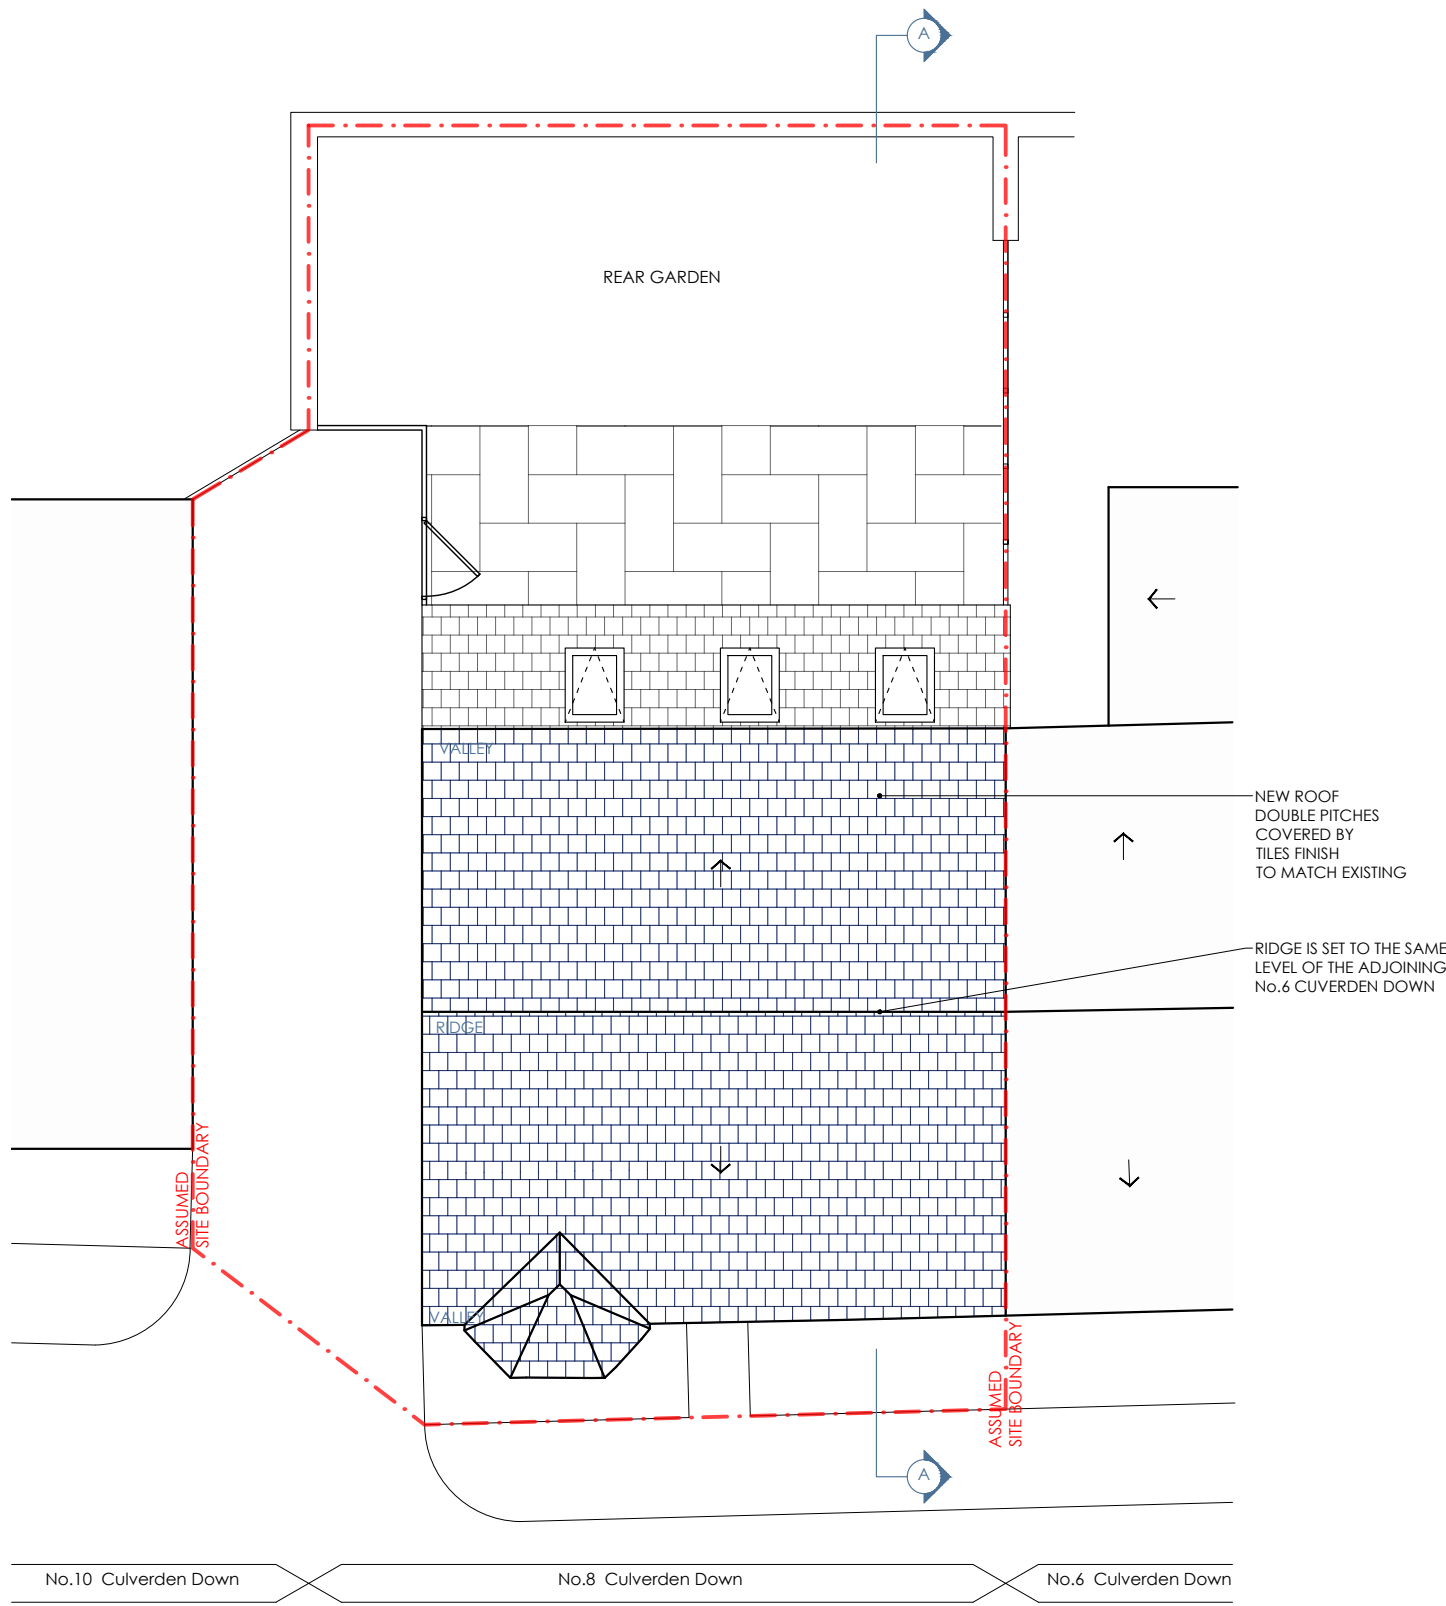 A
REAR GARDEN
VALLEY
NEW ROOF
DOUBLE PITCHES
COVERED BY
TILES FINISH
TO MATCH EXISTING
RIDGE IS SET TO THE SAME
LEVEL OF THE ADJOINING
No.6 CUVERDEN DOWN
RIDGE
ASSUMED
SITE BOUNDARY
VALLEY
ASSUMED
SITE BOUNDARY
A
No.10 Culverden Down
No.8 Culverden Down
No.6 Culverden Down